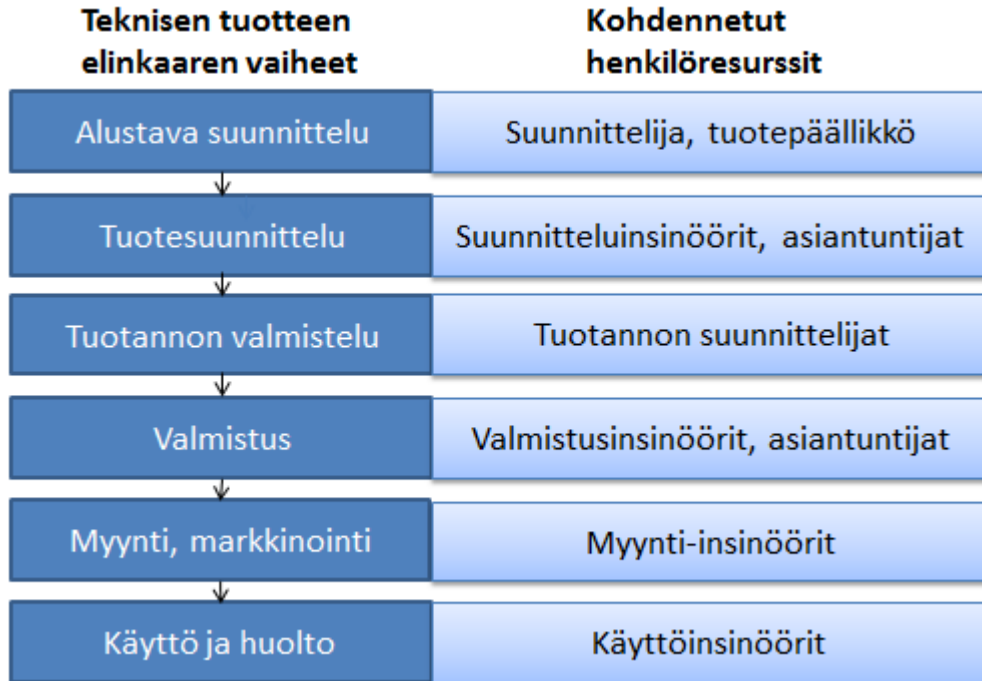 Teknisen tuotteen
elinkaaren vaiheet
Kohdennetut
henkilöresurssit
Alustava suunnittelu
Suunnittelija, tuotepäällikkö
Tuotesuunnittelu
Suunnitteluinsinöörit, asiantuntijat
Tuotannon valmistelu
Tuotannon suunnittelijat
Valmistus
Valmistusinsinöörit, asiantuntijat
Myynti, markkinointi
Myynti-insinöörit
Käyttö ja huolto
Käyttöinsinöörit